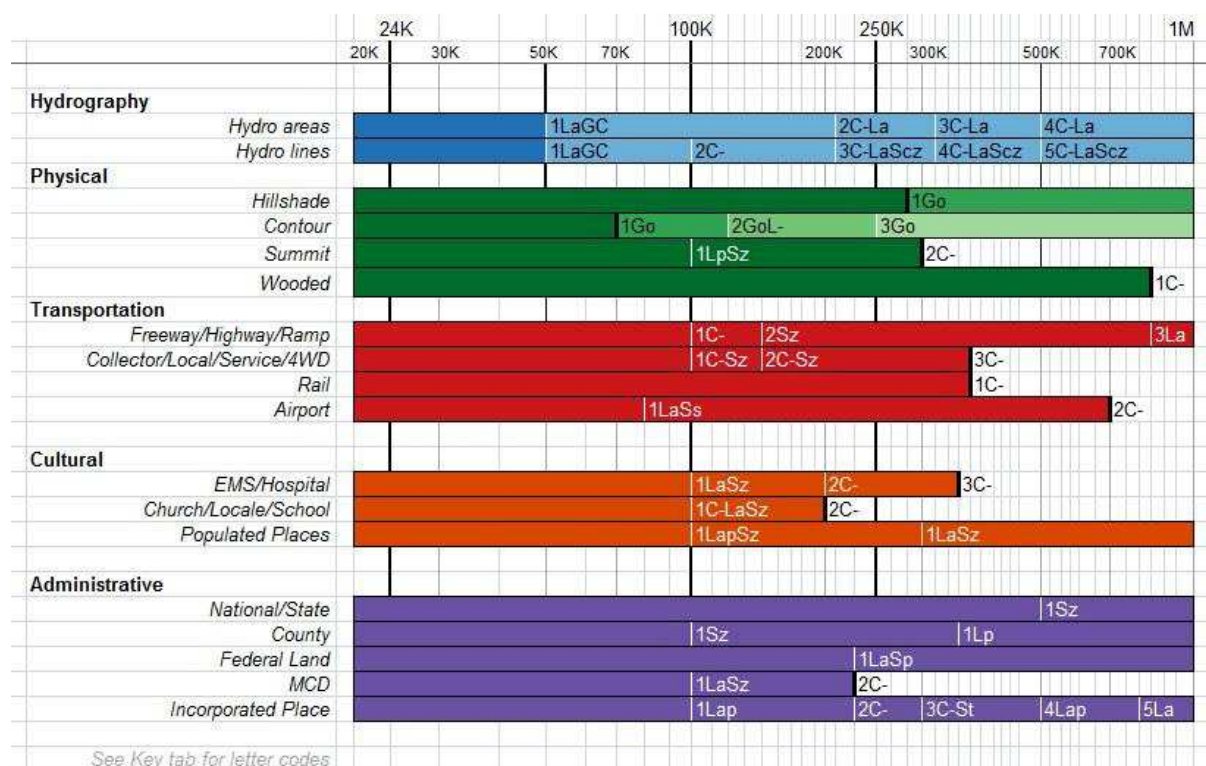 24K 100K 250K 1M
20K 30K 50K 70K 200K 300K 500K 700K
Hydrography
Hydro areas 1LaGC 2C-La 3C-La 4C-La
Hydro lines 1LaGC 2C- 3C-LaScz 4C-LaScz 5C-LaScz
Physical
Hillshade 1Go
Contour 1Go 2GoL- 3Go
Summit 1LpSz 2C-
Wooded 1C-
Transportation
Freeway/Highway/Ramp 1C- 2Sz 3La
Collector/Local/Service/4WD 1C-Sz 2C-Sz 3C-
Rail 1C-
Airport 1LaSs 2C-
Cultural
EMS/Hospital 1LaSz 2C- 3C-
Church/Locale/School 1C-LaSz 2C-
Populated Places 1LapSz 1LaSz
Administrative
National/State 1Sz
County 1Sz 1Lp
Federal Land 1LaSp
MCD 1LaSz 2C-
Incorporated Place 1Lap 2C- 3C-St 4Lap 5La
See Key tab for letter codes